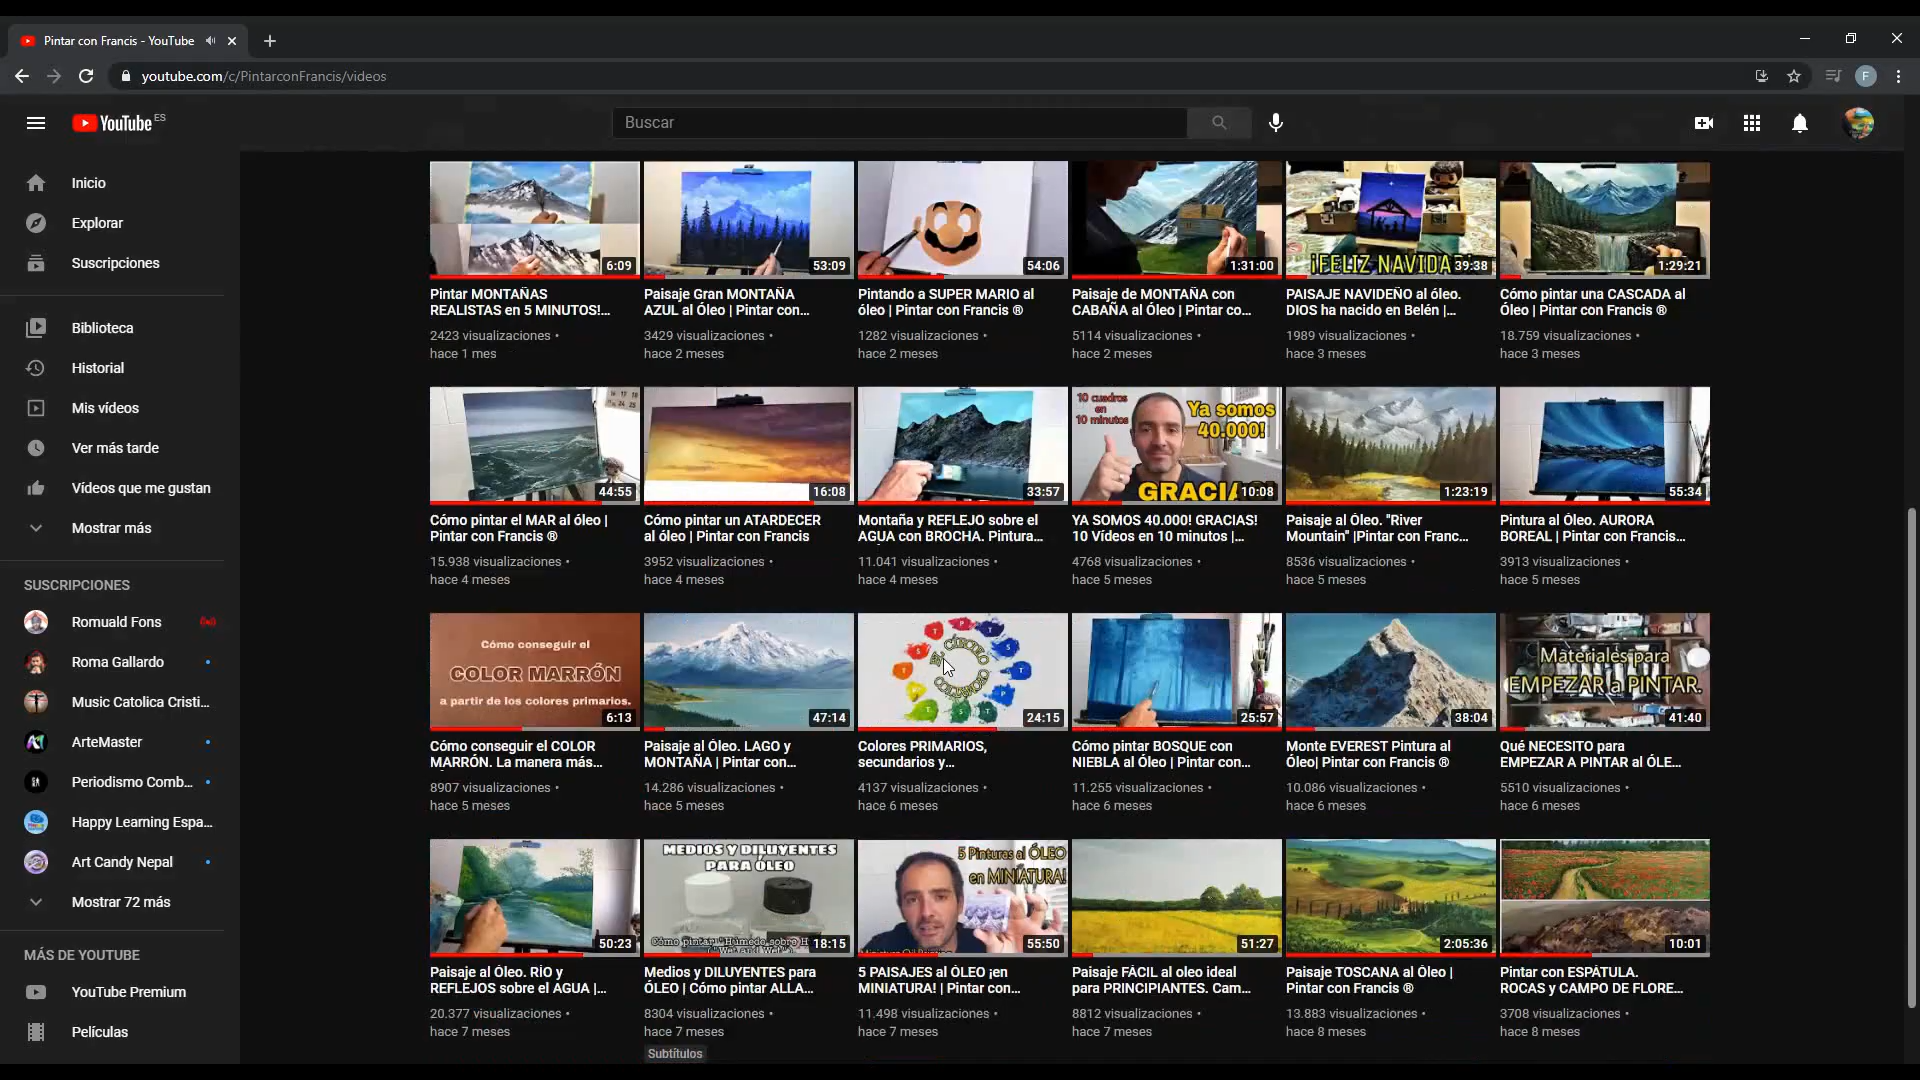 Pintar con Francis - YouTube
youtube.com/c/PintarconFrancis/videos
F
YouTube ES
Buscar
Inicio
Explorar
Suscripciones
Biblioteca
Historial
Mis vídeos
Ver más tarde
Vídeos que me gustan
Mostrar más
SUSCRIPCIONES
Romuald Fons
Roma Gallardo
Music Catolica Cristi...
ArteMaster
Periodismo Comb...
Happy Learning Espa...
Art Candy Nepal
Mostrar 72 más
MÁS DE YOUTUBE
YouTube Premium
Películas
6:09
Pintar MONTAÑAS
REALISTAS en 5 MINUTOS!...
2423 visualizaciones •
hace 1 mes
53:09
Paisaje Gran MONTAÑA
AZUL al Óleo | Pintar con...
3429 visualizaciones •
hace 2 meses
54:06
Pintando a SUPER MARIO al
óleo | Pintar con Francis ®
1282 visualizaciones •
hace 2 meses
1:31:00
Paisaje de MONTAÑA con
CABAÑA al Óleo | Pintar co...
5114 visualizaciones •
hace 2 meses
¡FELIZ NAVIDA
39:38
PAISAJE NAVIDEÑO al óleo.
DIOS ha nacido en Belén |...
1989 visualizaciones •
hace 3 meses
1:29:21
Cómo pintar una CASCADA al
Óleo | Pintar con Francis ®
18.759 visualizaciones •
hace 3 meses
44:55
Cómo pintar el MAR al óleo |
Pintar con Francis ®
15.938 visualizaciones •
hace 4 meses
16:08
Cómo pintar un ATARDECER
al óleo | Pintar con Francis
3952 visualizaciones •
hace 4 meses
33:57
Montaña y REFLEJO sobre el
AGUA con BROCHA. Pintura...
11.041 visualizaciones •
hace 4 meses
10 cuadros
en
10 minutos
Ya somos
40.000!
GRACIA
10:08
YA SOMOS 40.000! GRACIAS!
10 Vídeos en 10 minutos |...
4768 visualizaciones •
hace 5 meses
1:23:19
Paisaje al Óleo. "River
Mountain" |Pintar con Franc...
8536 visualizaciones •
hace 5 meses
55:34
Pintura al Óleo. AURORA
BOREAL | Pintar con Francis...
3913 visualizaciones •
hace 5 meses
Cómo conseguir el
COLOR MARRÓN
a partir de los colores primarios.
6:13
Cómo conseguir el COLOR
MARRÓN. La manera más...
8907 visualizaciones •
hace 5 meses
47:14
Paisaje al Óleo. LAGO y
MONTAÑA | Pintar con...
14.286 visualizaciones •
hace 5 meses
EL CÍRCULO
CROMÁTICO
24:15
Colores PRIMARIOS,
secundarios y...
4137 visualizaciones •
hace 6 meses
25:57
Cómo pintar BOSQUE con
NIEBLA al Óleo | Pintar con...
11.255 visualizaciones •
hace 6 meses
38:04
Monte EVEREST Pintura al
Óleo| Pintar con Francis ®
10.086 visualizaciones •
hace 6 meses
Materiales para
EMPEZAR a PINTAR.
41:40
Qué NECESITO para
EMPEZAR A PINTAR al ÓLE...
5510 visualizaciones •
hace 6 meses
50:23
Paisaje al Óleo. RÍO y
REFLEJOS sobre el AGUA |...
20.377 visualizaciones •
hace 7 meses
MEDIOS Y DILUYENTES
PARA ÓLEO
Cómo pintar "Húmedo sobre H
("Wet and Wet")
18:15
Medios y DILUYENTES para
ÓLEO | Cómo pintar ALLA...
8304 visualizaciones •
hace 7 meses
Subtítulos
5 Pinturas al ÓLEO
en MINIATURA!
55:50
5 PAISAJES al ÓLEO ¡en
MINIATURA! | Pintar con...
11.498 visualizaciones •
hace 7 meses
51:27
Paisaje FÁCIL al oleo ideal
para PRINCIPIANTES. Cam...
8812 visualizaciones •
hace 7 meses
2:05:36
Paisaje TOSCANA al Óleo |
Pintar con Francis ®
13.883 visualizaciones •
hace 8 meses
10:01
Pintar con ESPÁTULA.
ROCAS y CAMPO DE FLORE...
3708 visualizaciones •
hace 8 meses